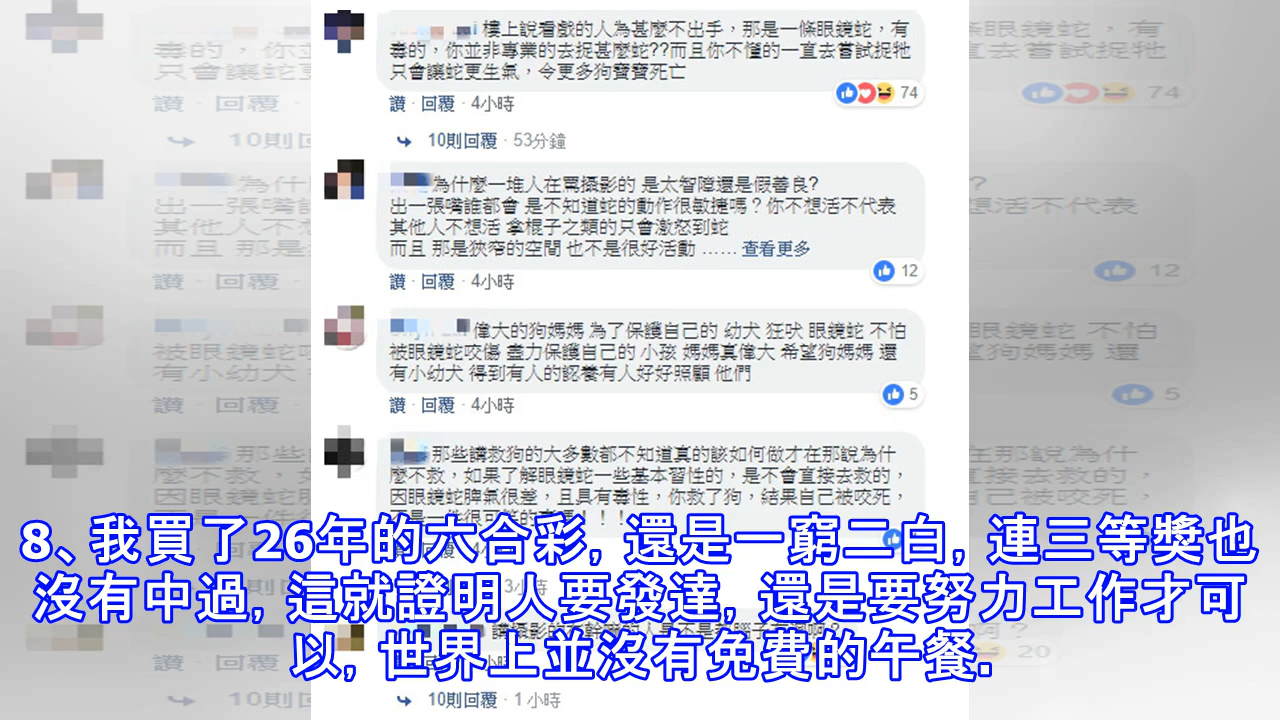 樓上說看戲的人為甚麼不出手，那是一條眼鏡蛇，有
毒的，你並非專業的去捉甚麼蛇??而且你不懂的一直去嘗試捉牠
只會讓蛇更生氣，令更多狗寶寶死亡
74
讚 · 回覆 · 4小時
10則回覆 · 53分鐘
為什麼一堆人在罵攝影的 是太智障還是假善良?
出一張嘴誰都會 是不知道蛇的動作很敏捷嗎？你不想活不代表
其他人不想活 拿棍子之類的只會激怒到蛇
而且 那是狹窄的空間 也不是很好活動 …… 查看更多
12
讚 · 回覆 · 4小時
偉大的狗媽媽 為了保護自己的 幼犬 狂吠 眼鏡蛇 不怕
被眼鏡蛇咬傷 盡力保護自己的 小孩 媽媽真偉大 希望狗媽媽 還
有小幼犬 得到有人的認養有人好好照顧 他們
5
讚 · 回覆 · 4小時
那些講救狗的大多數都不知道真的該如何做才在那說為什
麼不救，如果了解眼鏡蛇一些基本習性的，是不會直接去救的，
因眼鏡蛇脾氣很差，且具有毒性，你救了狗，結果自己被咬死，
8、我買了26年的六合彩, 還是一窮二白, 連三等獎也
沒有中過, 這就證明人要發達, 還是要努力工作才可
以, 世界上並沒有免費的午餐.
10則回覆 · 1小時